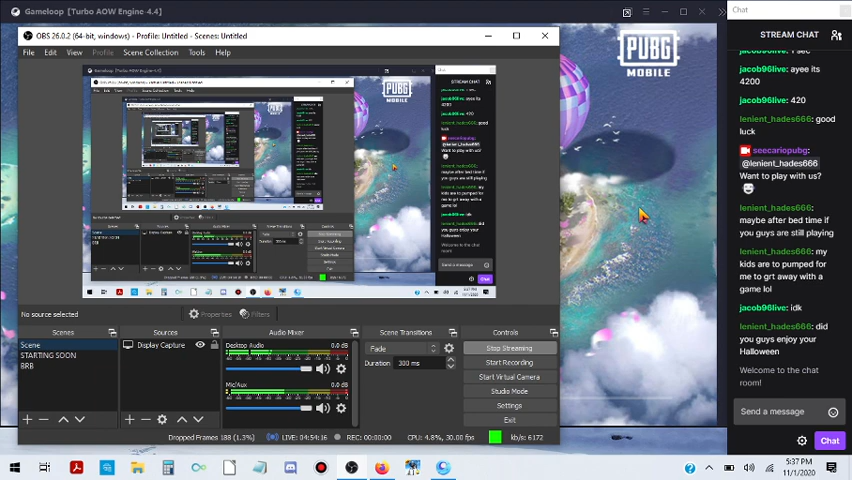 Gameloop [Turbo AOW Engine-4.4]
OBS 26.0.2 (64-bit, windows) - Profile: Untitled - Scenes: Untitled
File Edit View Profile Scene Collection Tools Help
PUBG
MOBILE
No source selected
Properties Filters
Scenes
Scene
STARTING SOON
BRB
Sources
Display Capture
Audio Mixer
Desktop Audio 0.0 dB
Mic/Aux 0.0 dB
Scene Transitions
Fade
Duration 300 ms
Controls
Stop Streaming
Start Recording
Start Virtual Camera
Studio Mode
Settings
Exit
Dropped Frames 188 (1.3%) LIVE: 04:54:16 REC: 00:00:00 CPU: 4.8%, 30.00 fps kb/s: 6172
Chat
STREAM CHAT
jacob96live: ayee its
4200
jacob96live: 420
lenient_hades666: good
luck
seecariopubg:
@lenient_hades666
Want to play with us?
lenient_hades666:
maybe after bed time if
you guys are still playing
lenient_hades666: my
kids are to pumped for
me to grt away with a
game lol
jacob96live: idk
lenient_hades666: did
you guys enjoy your
Halloween
Welcome to the chat
room!
Send a message
Chat
5:37 PM
11/1/2020